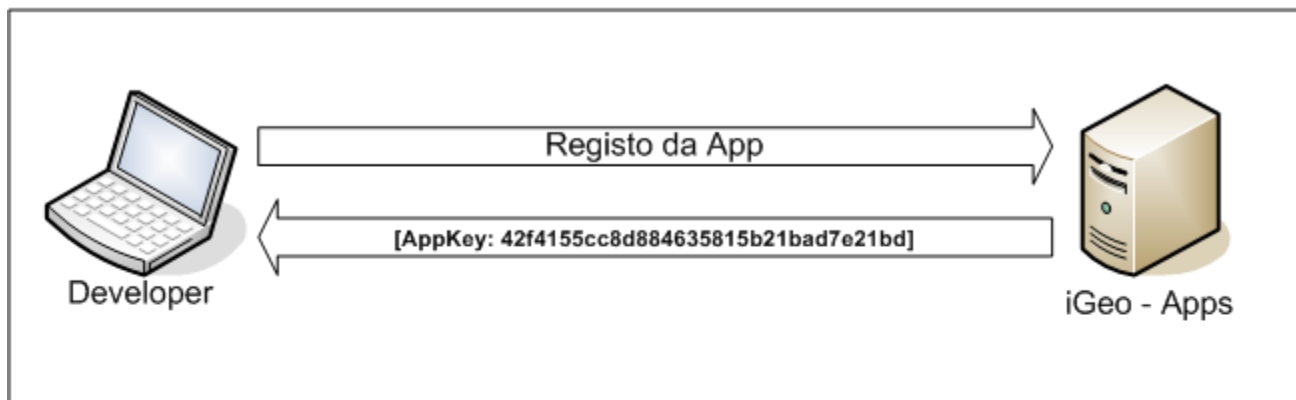 Registo da App
[AppKey: 42f4155cc8d884635815b21bad7e21bd]
Developer
iGeo - Apps